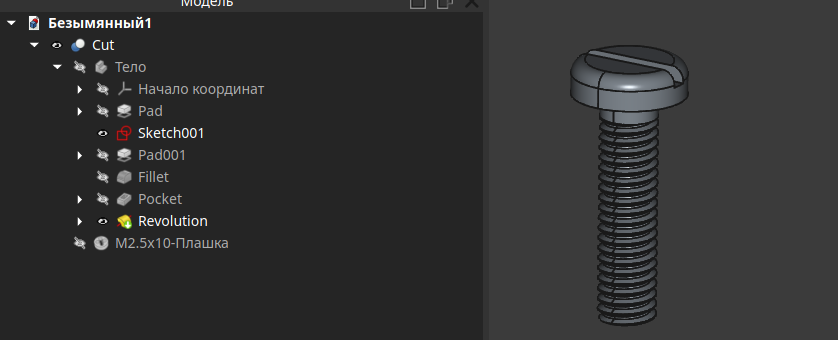 Модель
Безымянный1
Cut
Тело
Начало координат
Pad
Sketch001
Pad001
Fillet
Pocket
Revolution
M2.5x10-Плашка